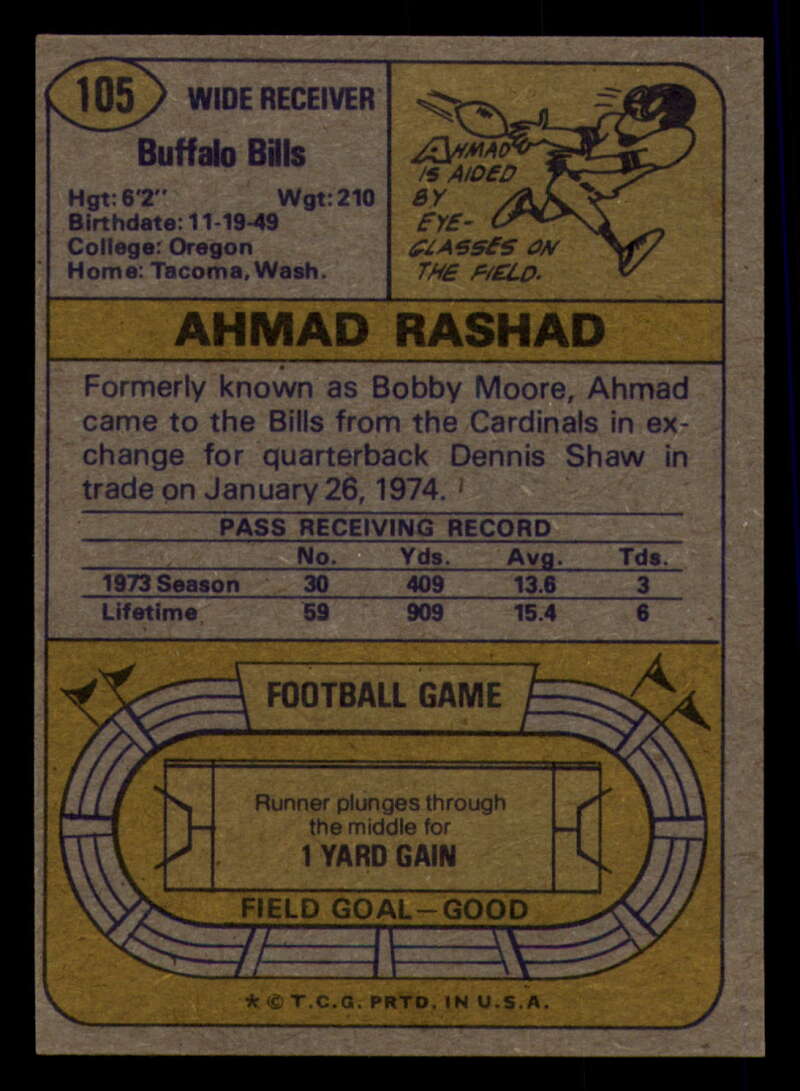 105
WIDE RECEIVER
Buffalo Bills
Hgt: 6'2" Wgt: 210
Birthdate: 11-19-49
College: Oregon
Home: Tacoma, Wash.
AHMAD
IS AIDED
BY
EYE-
GLASSES ON
THE FIELD.
AHMAD RASHAD
Formerly known as Bobby Moore, Ahmad
came to the Bills from the Cardinals in ex-
change for quarterback Dennis Shaw in
trade on January 26, 1974.
PASS RECEIVING RECORD
No. Yds. Avg. Tds.
1973 Season 30 409 13.6 3
Lifetime 59 909 15.4 6
FOOTBALL GAME
Runner plunges through
the middle for
1 YARD GAIN
FIELD GOAL—GOOD
* © T.C.G. PRTD. IN U.S.A.